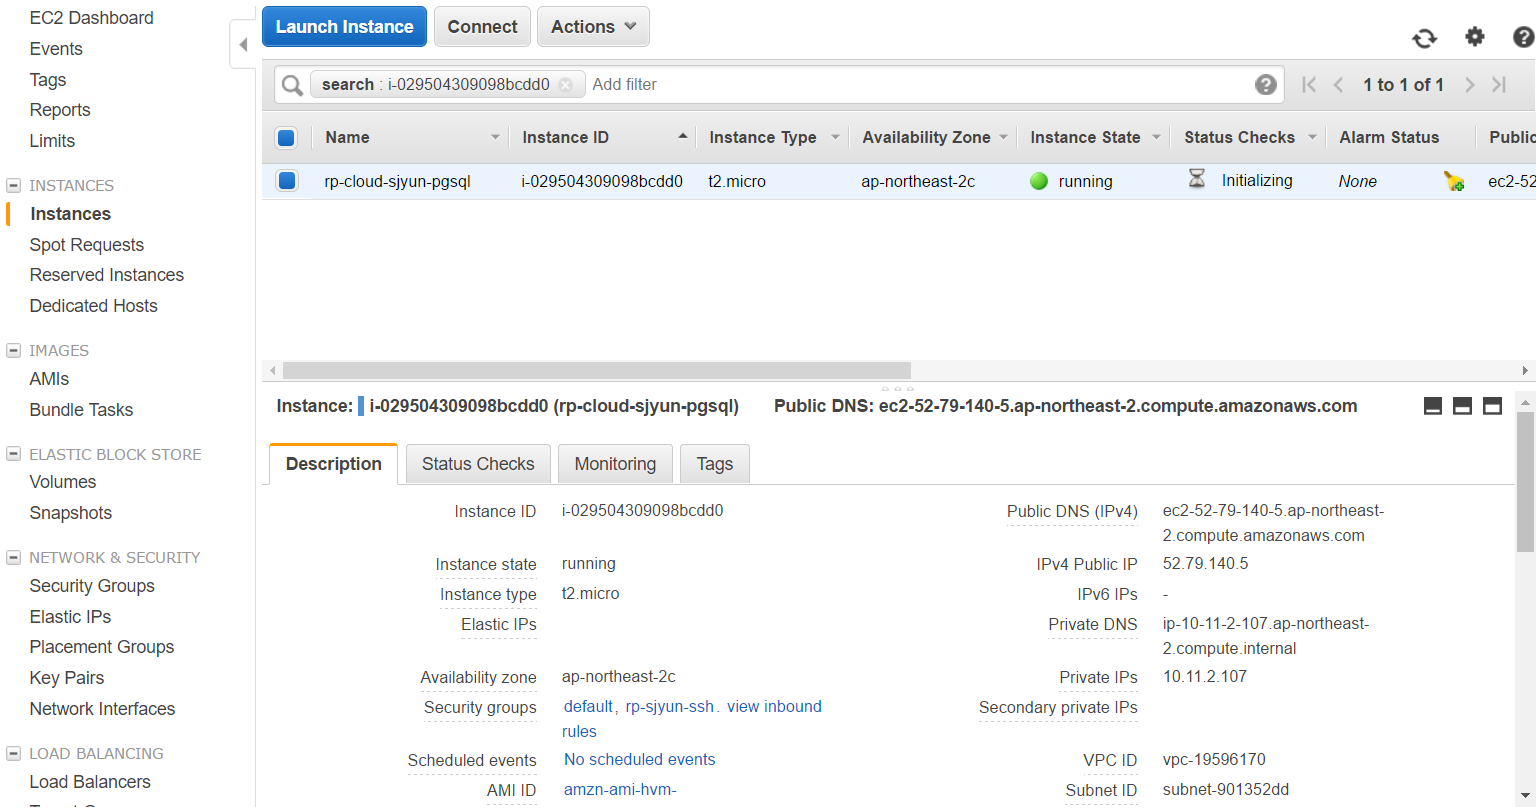 EC2 Dashboard
Events
Tags
Reports
Limits
INSTANCES
Instances
Spot Requests
Reserved Instances
Dedicated Hosts
IMAGES
AMIs
Bundle Tasks
ELASTIC BLOCK STORE
Volumes
Snapshots
NETWORK & SECURITY
Security Groups
Elastic IPs
Placement Groups
Key Pairs
Network Interfaces
LOAD BALANCING
Load Balancers
Launch Instance Connect Actions
search : i-029504309098bcdd0 Add filter 1 to 1 of 1
Name Instance ID Instance Type Availability Zone Instance State Status Checks Alarm Status Public
rp-cloud-sjyun-pgsql i-029504309098bcdd0 t2.micro ap-northeast-2c running Initializing None ec2-52
Instance: i-029504309098bcdd0 (rp-cloud-sjyun-pgsql) Public DNS: ec2-52-79-140-5.ap-northeast-2.compute.amazonaws.com
Description Status Checks Monitoring Tags
Instance ID i-029504309098bcdd0
Instance state running
Instance type t2.micro
Elastic IPs
Availability zone ap-northeast-2c
Security groups default, rp-sjyun-ssh. view inbound
rules
Scheduled events No scheduled events
AMI ID amzn-ami-hvm-
Public DNS (IPv4) ec2-52-79-140-5.ap-northeast-
2.compute.amazonaws.com
IPv4 Public IP 52.79.140.5
IPv6 IPs -
Private DNS ip-10-11-2-107.ap-northeast-
2.compute.internal
Private IPs 10.11.2.107
Secondary private IPs
VPC ID vpc-19596170
Subnet ID subnet-901352dd